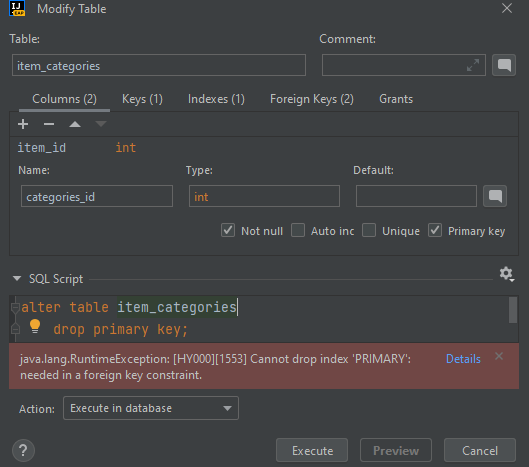 IJ
EAP
Modify Table
Table:
Comment:
item_categories
Columns (2)
Keys (1)
Indexes (1)
Foreign Keys (2)
Grants
item_id int
Name:
Type:
Default:
categories_id
int
Not null
Auto inc
Unique
Primary key
SQL Script
alter table item_categories
drop primary key;
java.lang.RuntimeException: [HY000][1553] Cannot drop index 'PRIMARY': Details
needed in a foreign key constraint.
Action:
Execute in database
?
Execute
Preview
Cancel